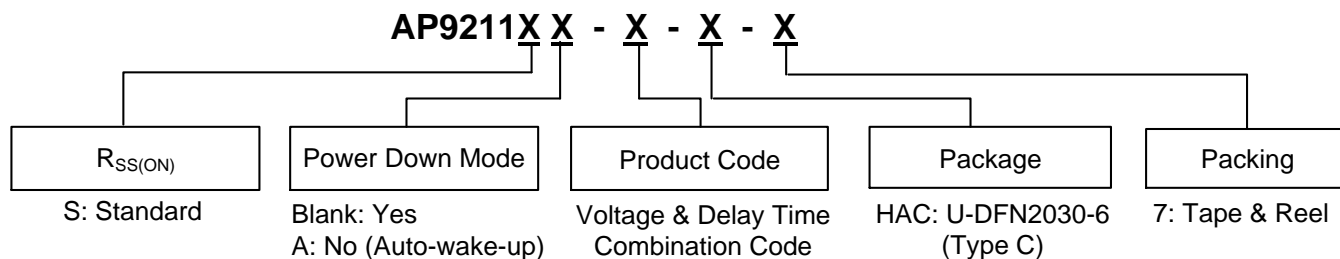 AP9211X X - X - X - X
RSS(ON)
Power Down Mode
Product Code
Package
Packing
S: Standard
Blank: Yes
A: No (Auto-wake-up)
Voltage & Delay Time
Combination Code
HAC: U-DFN2030-6
(Type C)
7: Tape & Reel